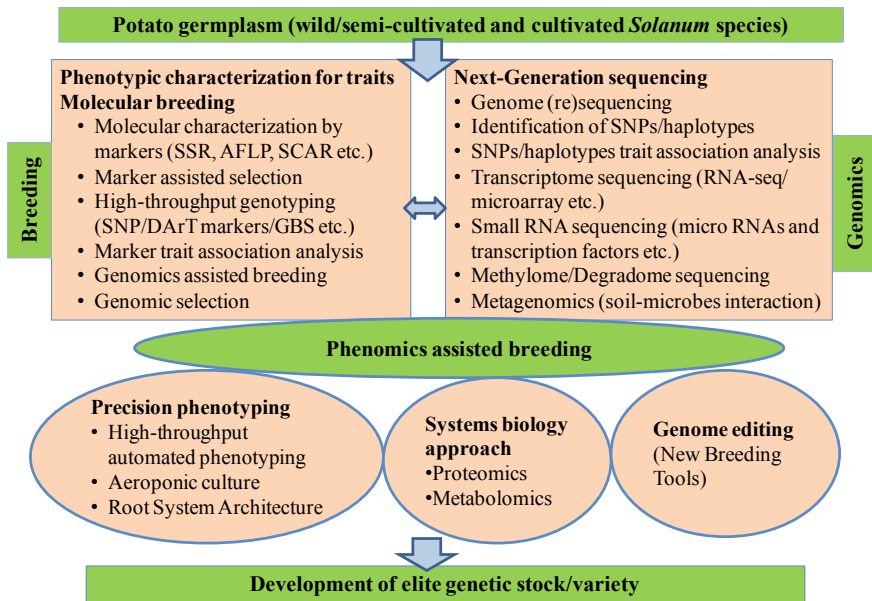 Potato germplasm (wild/semi-cultivated and cultivated Solanum species)
Breeding
Phenotypic characterization for traits
Molecular breeding
• Molecular characterization by
markers (SSR, AFLP, SCAR etc.)
• Marker assisted selection
• High-throughput genotyping
(SNP/DArT markers/GBS etc.)
• Marker trait association analysis
• Genomics assisted breeding
• Genomic selection
Next-Generation sequencing
• Genome (re)sequencing
• Identification of SNPs/haplotypes
• SNPs/haplotypes trait association analysis
• Transcriptome sequencing (RNA-seq/
microarray etc.)
• Small RNA sequencing (micro RNAs and
transcription factors etc.)
• Methylome/Degradome sequencing
• Metagenomics (soil-microbes interaction)
Genomics
Phenomics assisted breeding
Precision phenotyping
• High-throughput
automated phenotyping
• Aeroponic culture
• Root System Architecture
Systems biology
approach
•Proteomics
•Metabolomics
Genome editing
(New Breeding
Tools)
Development of elite genetic stock/variety